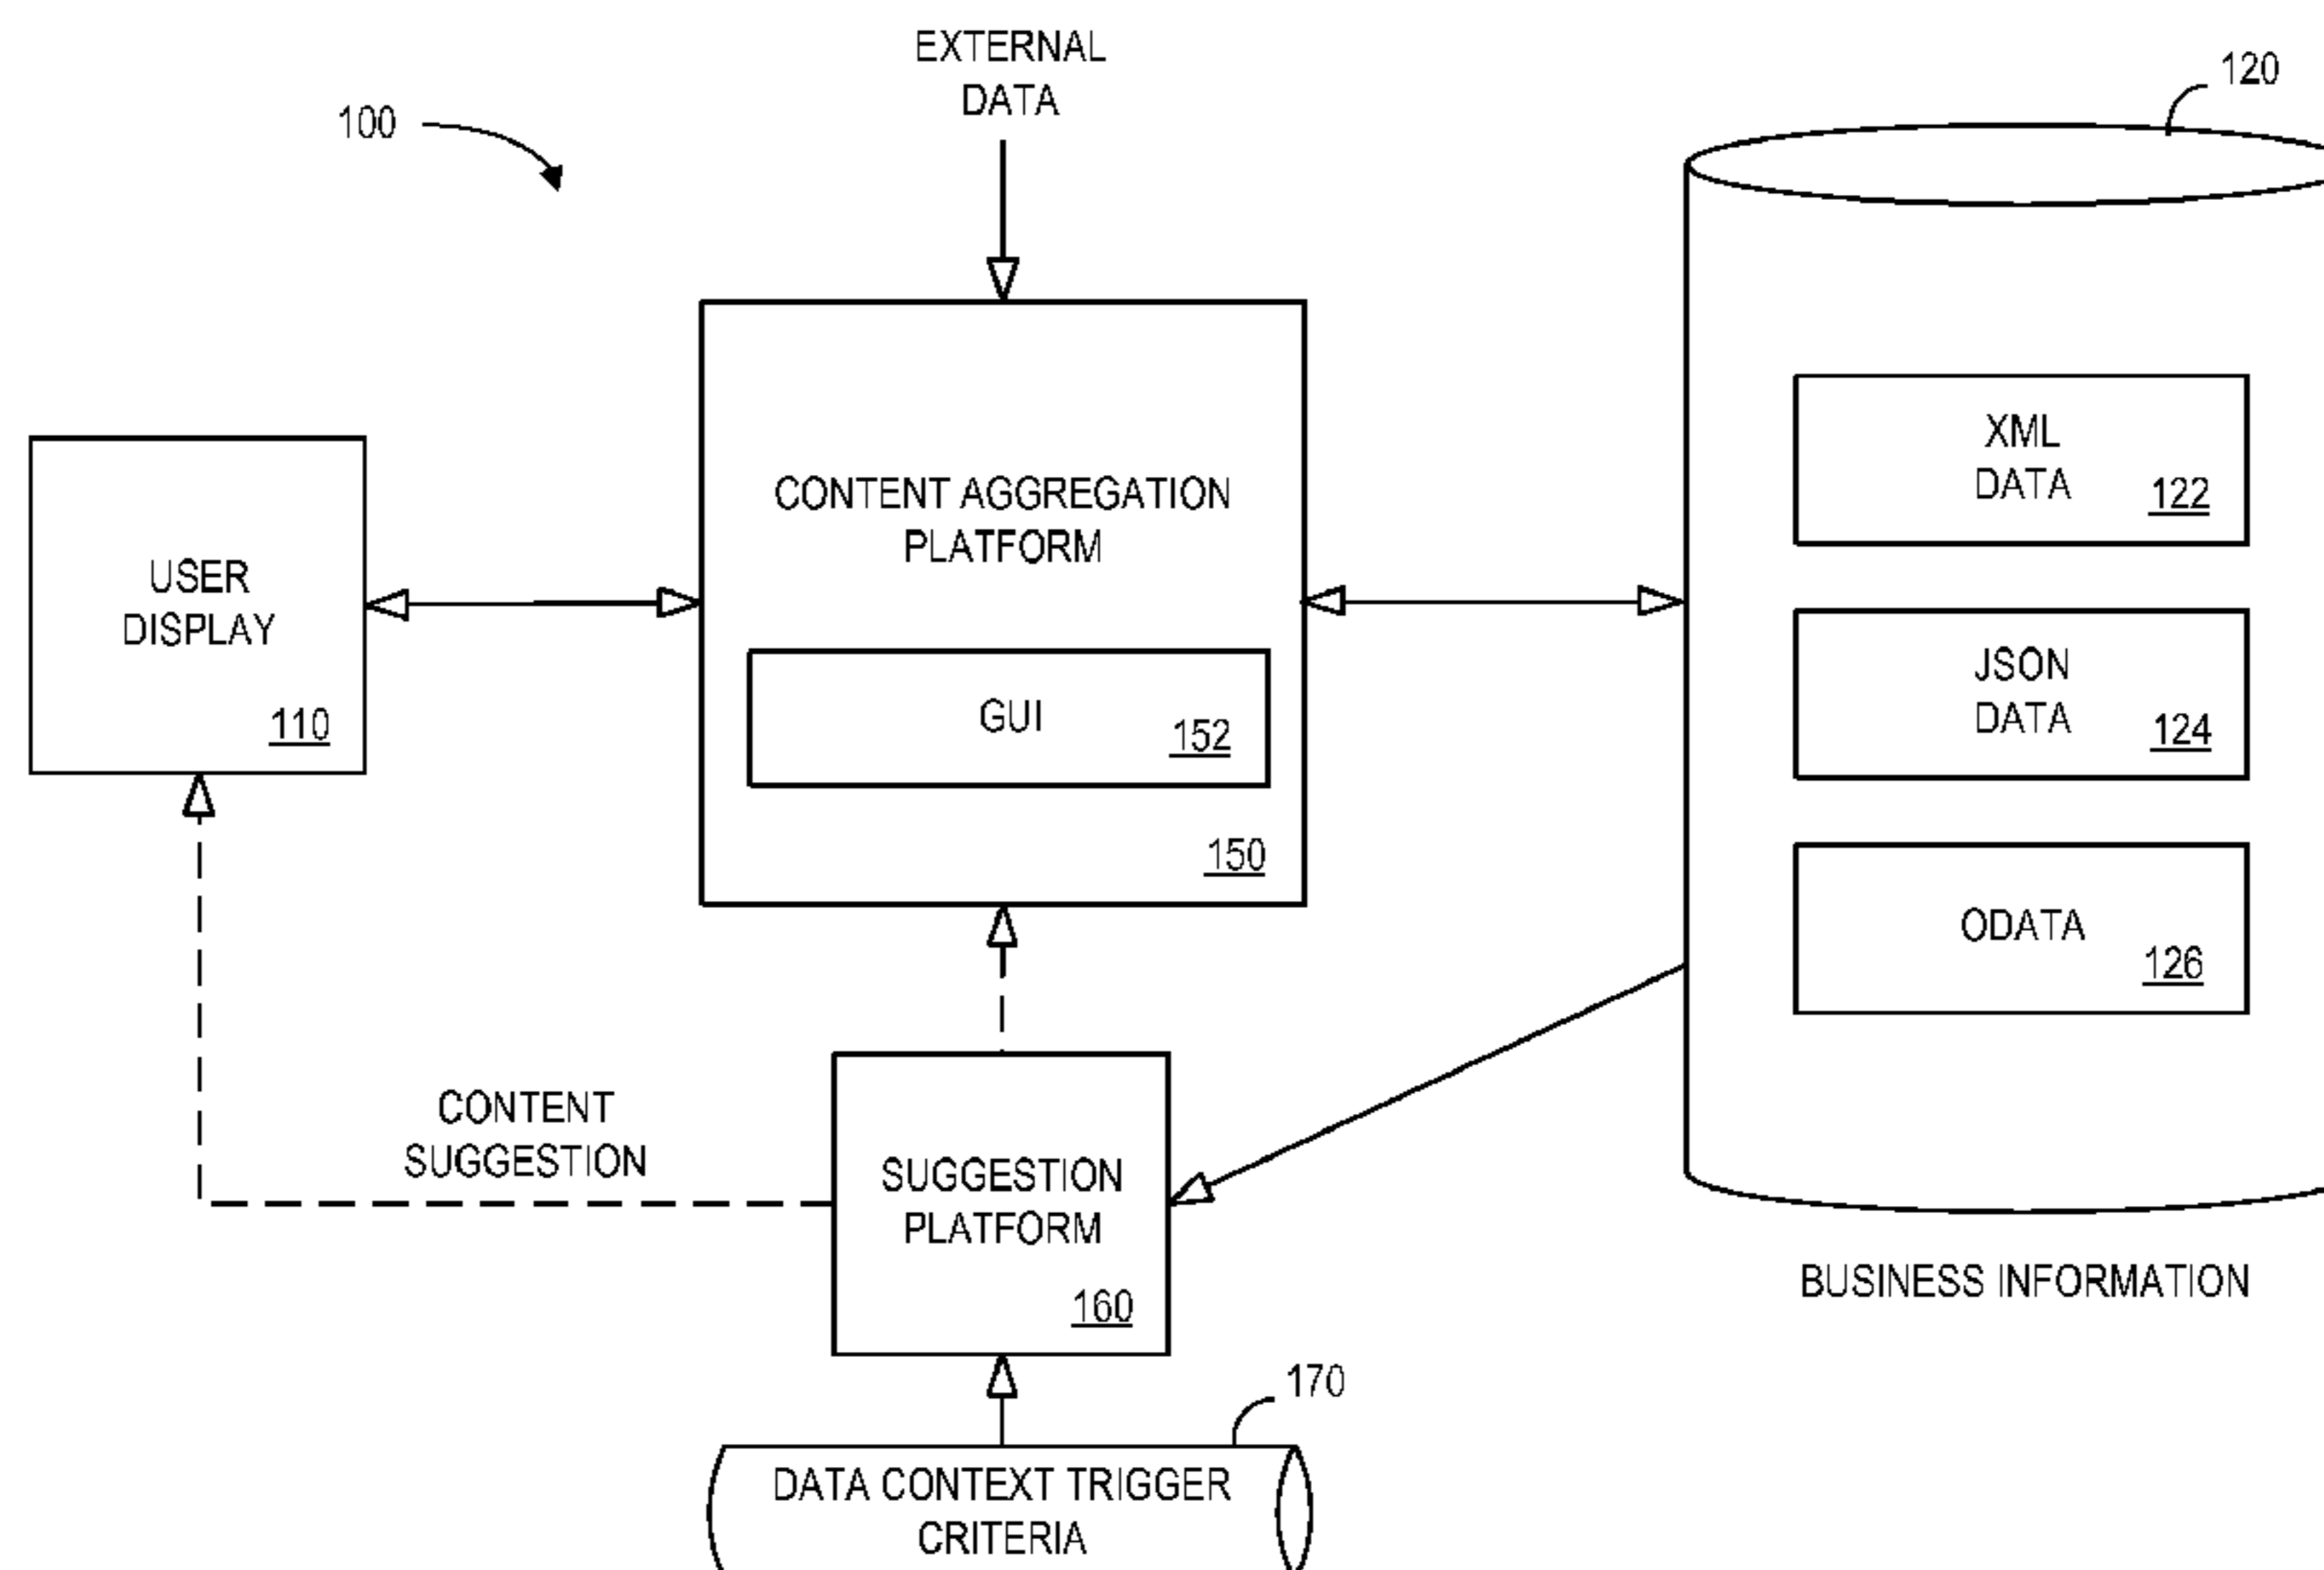 EXTERNAL
DATA
100
120
XML
DATA
122
CONTENT AGGREGATION
PLATFORM
USER
DISPLAY
110
JSON
DATA
124
GUI
152
150
ODATA
126
CONTENT
SUGGESTION
SUGGESTION
PLATFORM
160
BUSINESS INFORMATION
170
DATA CONTEXT TRIGGER
CRITERIA